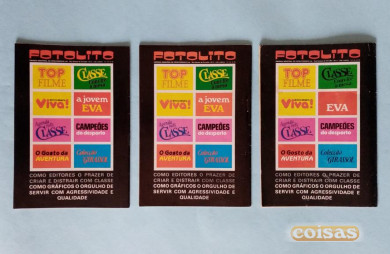 FOTOLITO
TOP FILME
CLASSE
Viva!
a jovem EVA
CLASSE
CAMPEÕES do desporto
O Gosto da AVENTURA
Colecção
COMO EDITORES O PRAZER DE
CRIAR E DISTRAIR COM CLASSE
COMO GRÁFICOS O ORGULHO DE
SERVIR COM AGRESSIVIDADE E
QUALIDADE
FOTOLITO
TOP FILME
CLASSE
Viva!
a jovem EVA
CLASSE
CAMPEÕES do desporto
O Gosto da AVENTURA
Colecção
COMO EDITORES O PRAZER DE
CRIAR E DISTRAIR COM CLASSE
COMO GRÁFICOS O ORGULHO DE
SERVIR COM AGRESSIVIDADE E
QUALIDADE
FOTOLITO
TOP FILME
CLASSE
Viva!
EVA
CLASSE
CAMPEÕES do desporto
O Gosto da AVENTURA
Colecção
COMO EDITORES O PRAZER DE
CRIAR E DISTRAIR COM CLASSE
COMO GRÁFICOS O ORGULHO DE
SERVIR COM AGRESSIVIDADE E
QUALIDADE
coisas